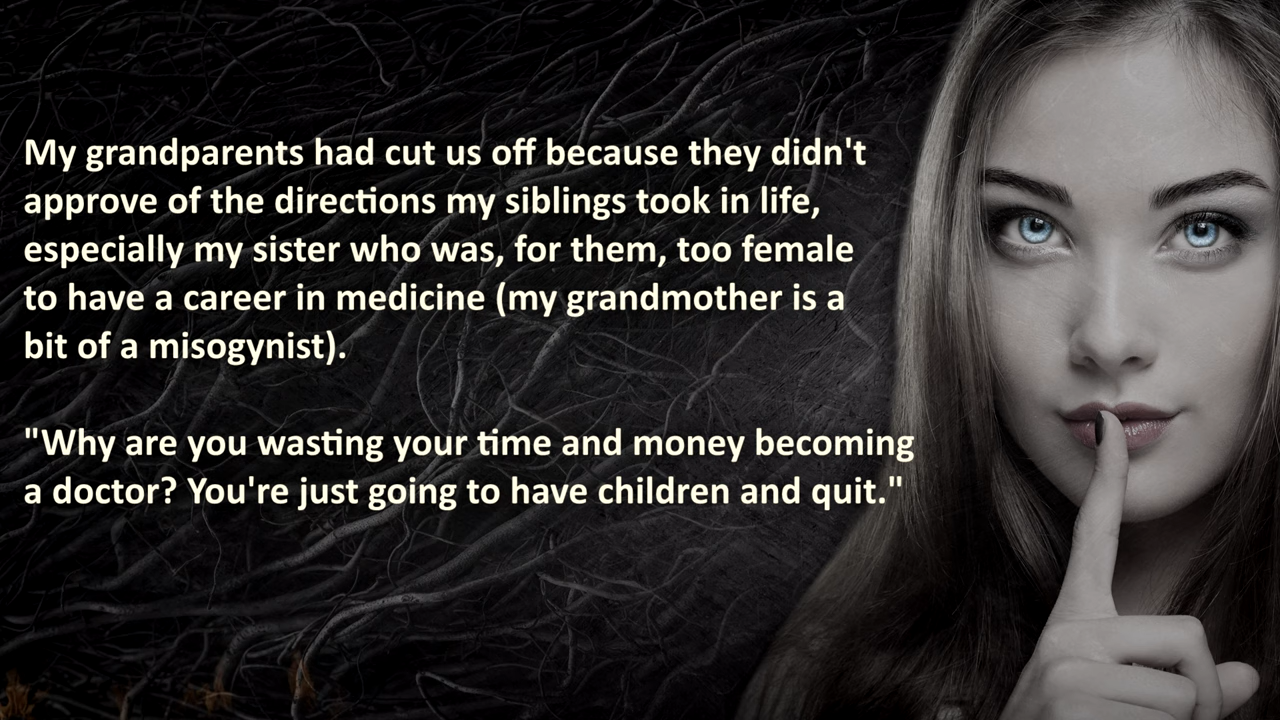 My grandparents had cut us off because they didn't
approve of the directions my siblings took in life,
especially my sister who was, for them, too female
to have a career in medicine (my grandmother is a
bit of a misogynist).
"Why are you wasting your time and money becoming
a doctor? You're just going to have children and quit."